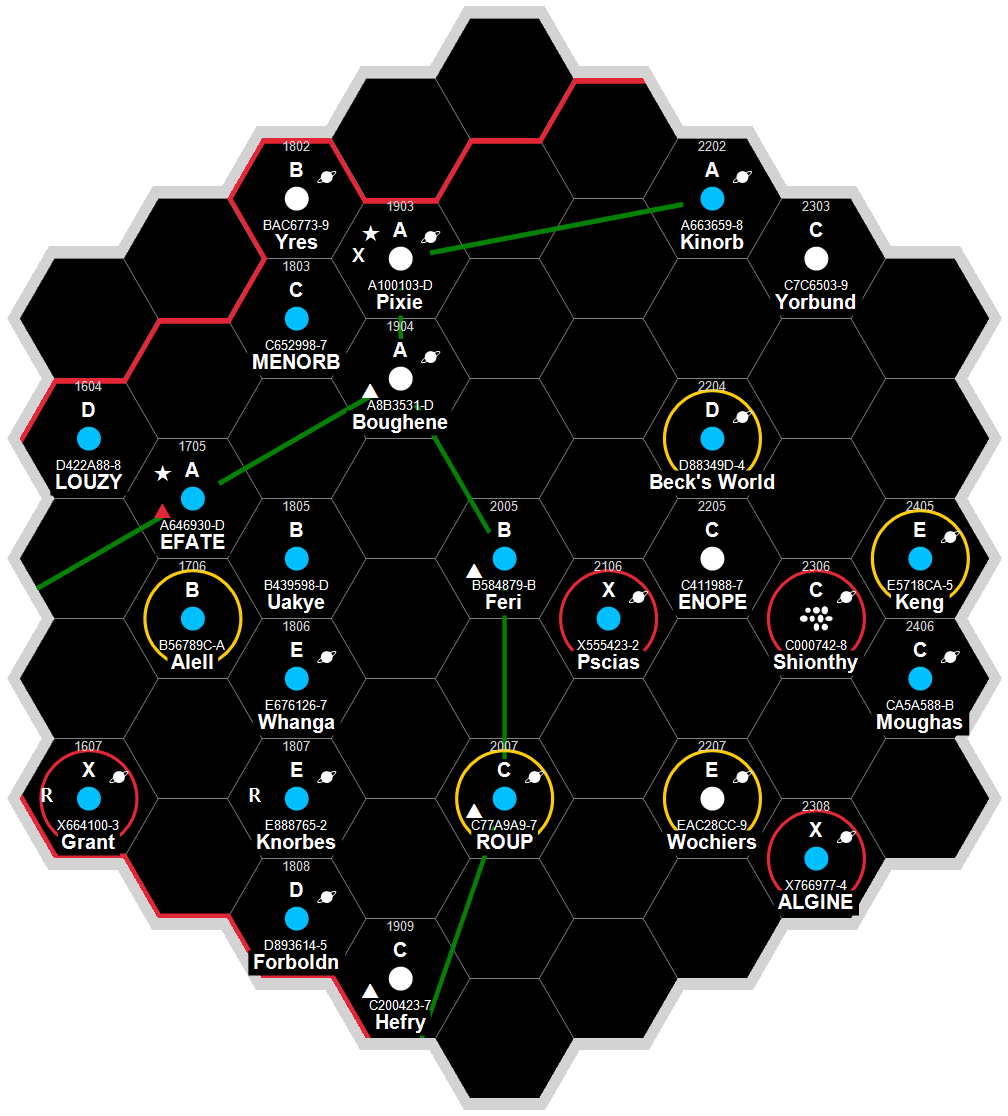 1802
B
BAC6773-9
Yres
2202
A
A663659-8
Kinorb
1903
A
X
A100103-D
Pixie
2303
C
C7C6503-9
Yorbund
1803
C
C652998-7
MENORB
1904
A
A8B3531-D
Boughene
1604
D
D422A88-8
LOUZY
2204
D
D88349D-4
Beck's World
1705
A
A646930-D
EFATE
1805
B
B439598-D
Uakye
2005
B
B584879-B
Feri
2205
C
C411988-7
ENOPE
2405
E
E5718CA-5
Keng
1706
B
B56789C-A
Alell
2106
X
X555423-2
Pscias
2306
C
C000742-8
Shionthy
1806
E
E676126-7
Whanga
2406
C
CA5A588-B
Moughas
1607
X
R
X664100-3
Grant
1807
E
R
E888765-2
Knorbes
2007
C
C77A9A9-7
ROUP
2207
E
EAC28CC-9
Wochiers
2308
X
X766977-4
ALGINE
1808
D
D893614-5
Forboldn
1909
C
C200423-7
Hefry